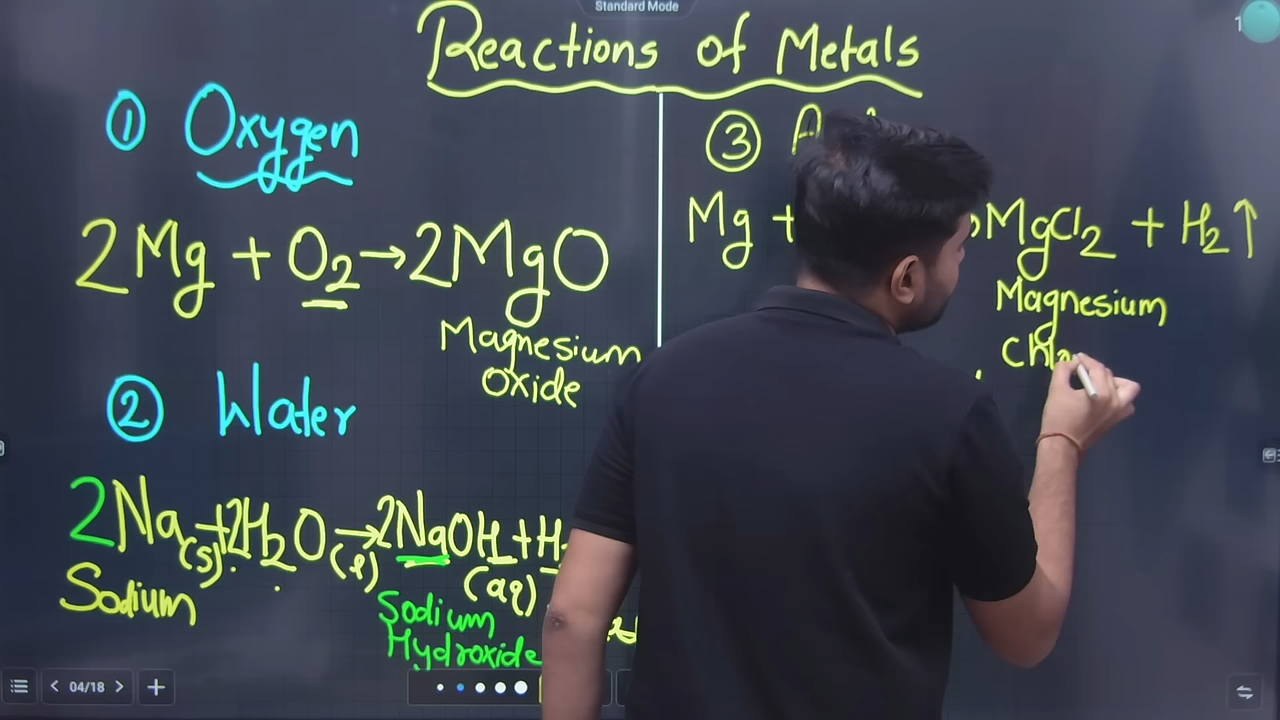 Standard Mode
Reactions of Metals
① Oxygen
2Mg + O₂ → 2MgO
Magnesium
Oxide
② Water
2Na(s) + 2H₂O(l) → 2NaOH(aq) + H
Sodium
Sodium
Hydroxide
③
Mg + MgCl₂ + H₂↑
Magnesium
04/18